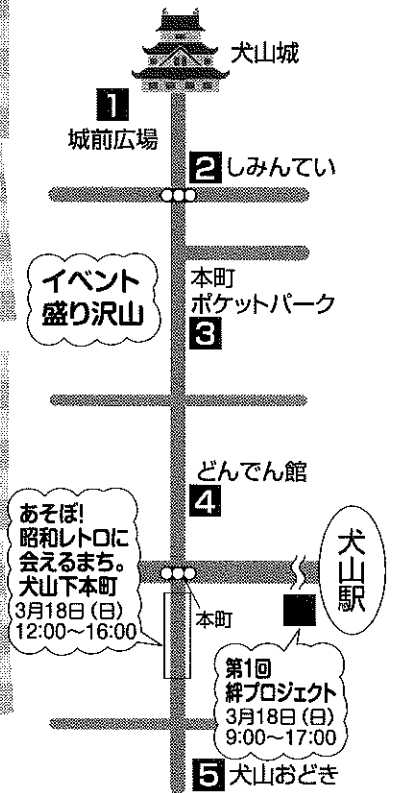 犬山城
1
城前広場
2 しみんてい
イベント
盛り沢山
本町
ポケットパーク
3
どんでん館
4
あそぼ!
昭和レトロに
会えるまち。
犬山下本町
3月18日(日)
12:00〜16:00
本町
犬山駅
第1回
絆プロジェクト
3月18日(日)
9:00〜17:00
5 犬山おどき